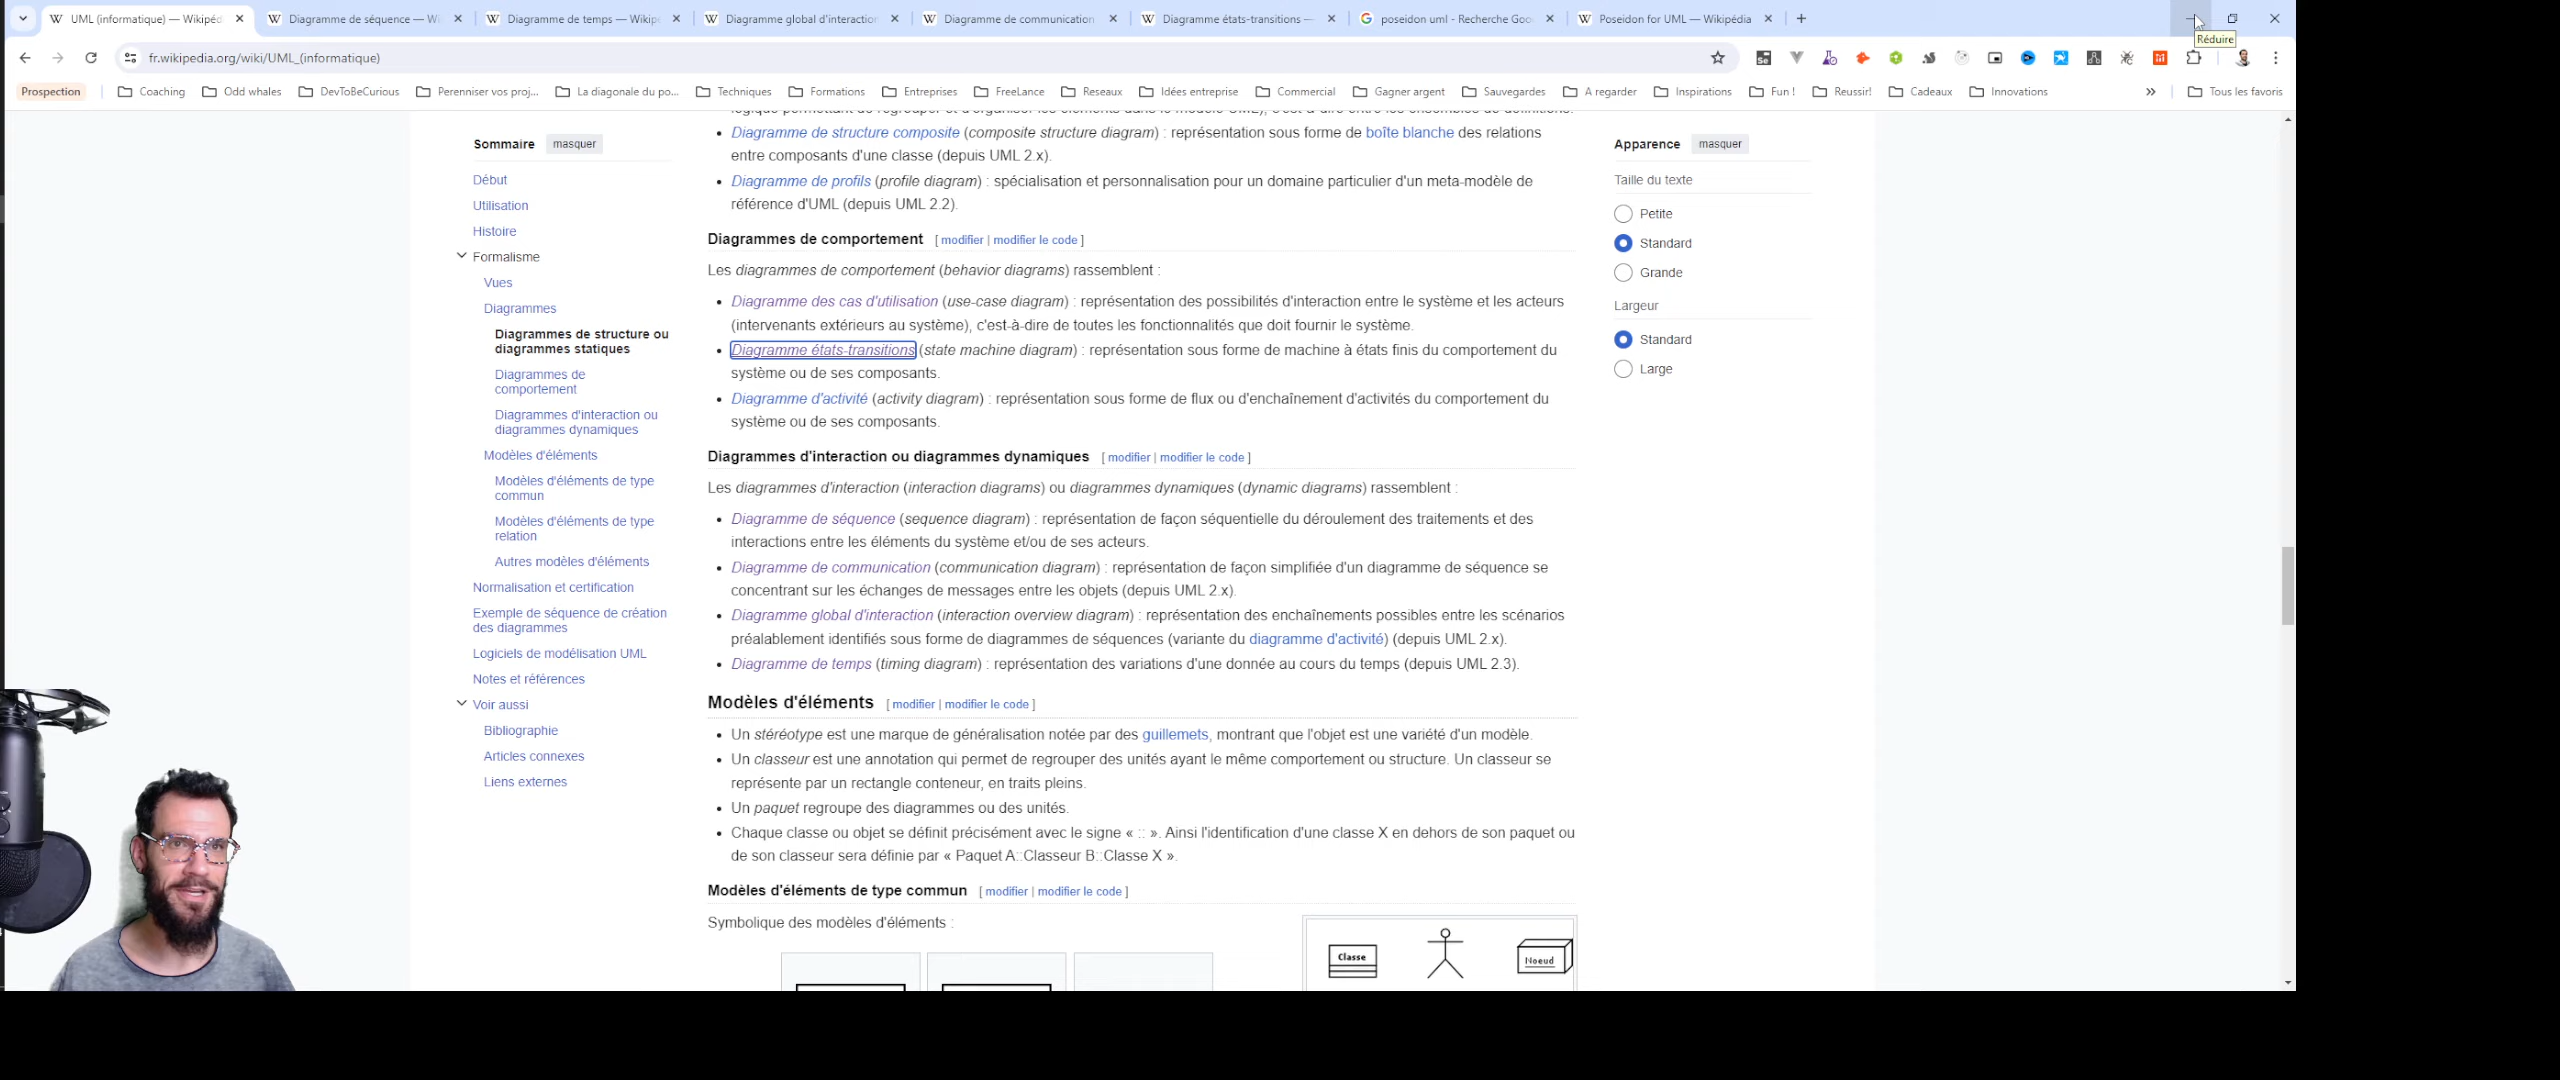 UML (informatique) — Wikipéd
Diagramme de séquence — Wi
Diagramme de temps — Wikipé
Diagramme global d'interaction
Diagramme de communication
Diagramme états-transitions —
poseidon uml - Recherche Goo
Poseidon for UML — Wikipédia
Réduire
fr.wikipedia.org/wiki/UML_(informatique)
Prospection
Coaching
Odd whales
DevToBeCurious
Perenniser vos proj...
La diagonale du po...
Techniques
Formations
Entreprises
FreeLance
Reseaux
Idées entreprise
Commercial
Gagner argent
Sauvegardes
A regarder
Inspirations
Fun !
Reussir!
Cadeaux
Innovations
Tous les favoris
Sommaire masquer
Début
Utilisation
Histoire
Formalisme
Vues
Diagrammes
Diagrammes de structure ou
diagrammes statiques
Diagrammes de
comportement
Diagrammes d'interaction ou
diagrammes dynamiques
Modèles d'éléments
Modèles d'éléments de type
commun
Modèles d'éléments de type
relation
Autres modèles d'éléments
Normalisation et certification
Exemple de séquence de création
des diagrammes
Logiciels de modélisation UML
Notes et références
Voir aussi
Bibliographie
Articles connexes
Liens externes
logique permettant de regrouper et d'organiser les éléments dans le modèle UML), c'est-à-dire entre les ensembles de définitions.
• Diagramme de structure composite (composite structure diagram) : représentation sous forme de boîte blanche des relations
entre composants d'une classe (depuis UML 2.x).
• Diagramme de profils (profile diagram) : spécialisation et personnalisation pour un domaine particulier d'un meta-modèle de
référence d'UML (depuis UML 2.2).
Diagrammes de comportement [ modifier | modifier le code ]
Les diagrammes de comportement (behavior diagrams) rassemblent :
• Diagramme des cas d'utilisation (use-case diagram) : représentation des possibilités d'interaction entre le système et les acteurs
(intervenants extérieurs au système), c'est-à-dire de toutes les fonctionnalités que doit fournir le système.
• Diagramme états-transitions (state machine diagram) : représentation sous forme de machine à états finis du comportement du
système ou de ses composants.
• Diagramme d'activité (activity diagram) : représentation sous forme de flux ou d'enchaînement d'activités du comportement du
système ou de ses composants.
Diagrammes d'interaction ou diagrammes dynamiques [ modifier | modifier le code ]
Les diagrammes d'interaction (interaction diagrams) ou diagrammes dynamiques (dynamic diagrams) rassemblent :
• Diagramme de séquence (sequence diagram) : représentation de façon séquentielle du déroulement des traitements et des
interactions entre les éléments du système et/ou de ses acteurs.
• Diagramme de communication (communication diagram) : représentation de façon simplifiée d'un diagramme de séquence se
concentrant sur les échanges de messages entre les objets (depuis UML 2.x).
• Diagramme global d'interaction (interaction overview diagram) : représentation des enchaînements possibles entre les scénarios
préalablement identifiés sous forme de diagrammes de séquences (variante du diagramme d'activité) (depuis UML 2.x).
• Diagramme de temps (timing diagram) : représentation des variations d'une donnée au cours du temps (depuis UML 2.3).
Modèles d'éléments [ modifier | modifier le code ]
• Un stéréotype est une marque de généralisation notée par des guillemets, montrant que l'objet est une variété d'un modèle.
• Un classeur est une annotation qui permet de regrouper des unités ayant le même comportement ou structure. Un classeur se
représente par un rectangle conteneur, en traits pleins.
• Un paquet regroupe des diagrammes ou des unités.
• Chaque classe ou objet se définit précisément avec le signe « :: ». Ainsi l'identification d'une classe X en dehors de son paquet ou
de son classeur sera définie par « Paquet A::Classeur B::Classe X ».
Modèles d'éléments de type commun [ modifier | modifier le code ]
Symbolique des modèles d'éléments :
Classe
Noeud
Apparence masquer
Taille du texte
Petite
Standard
Grande
Largeur
Standard
Large